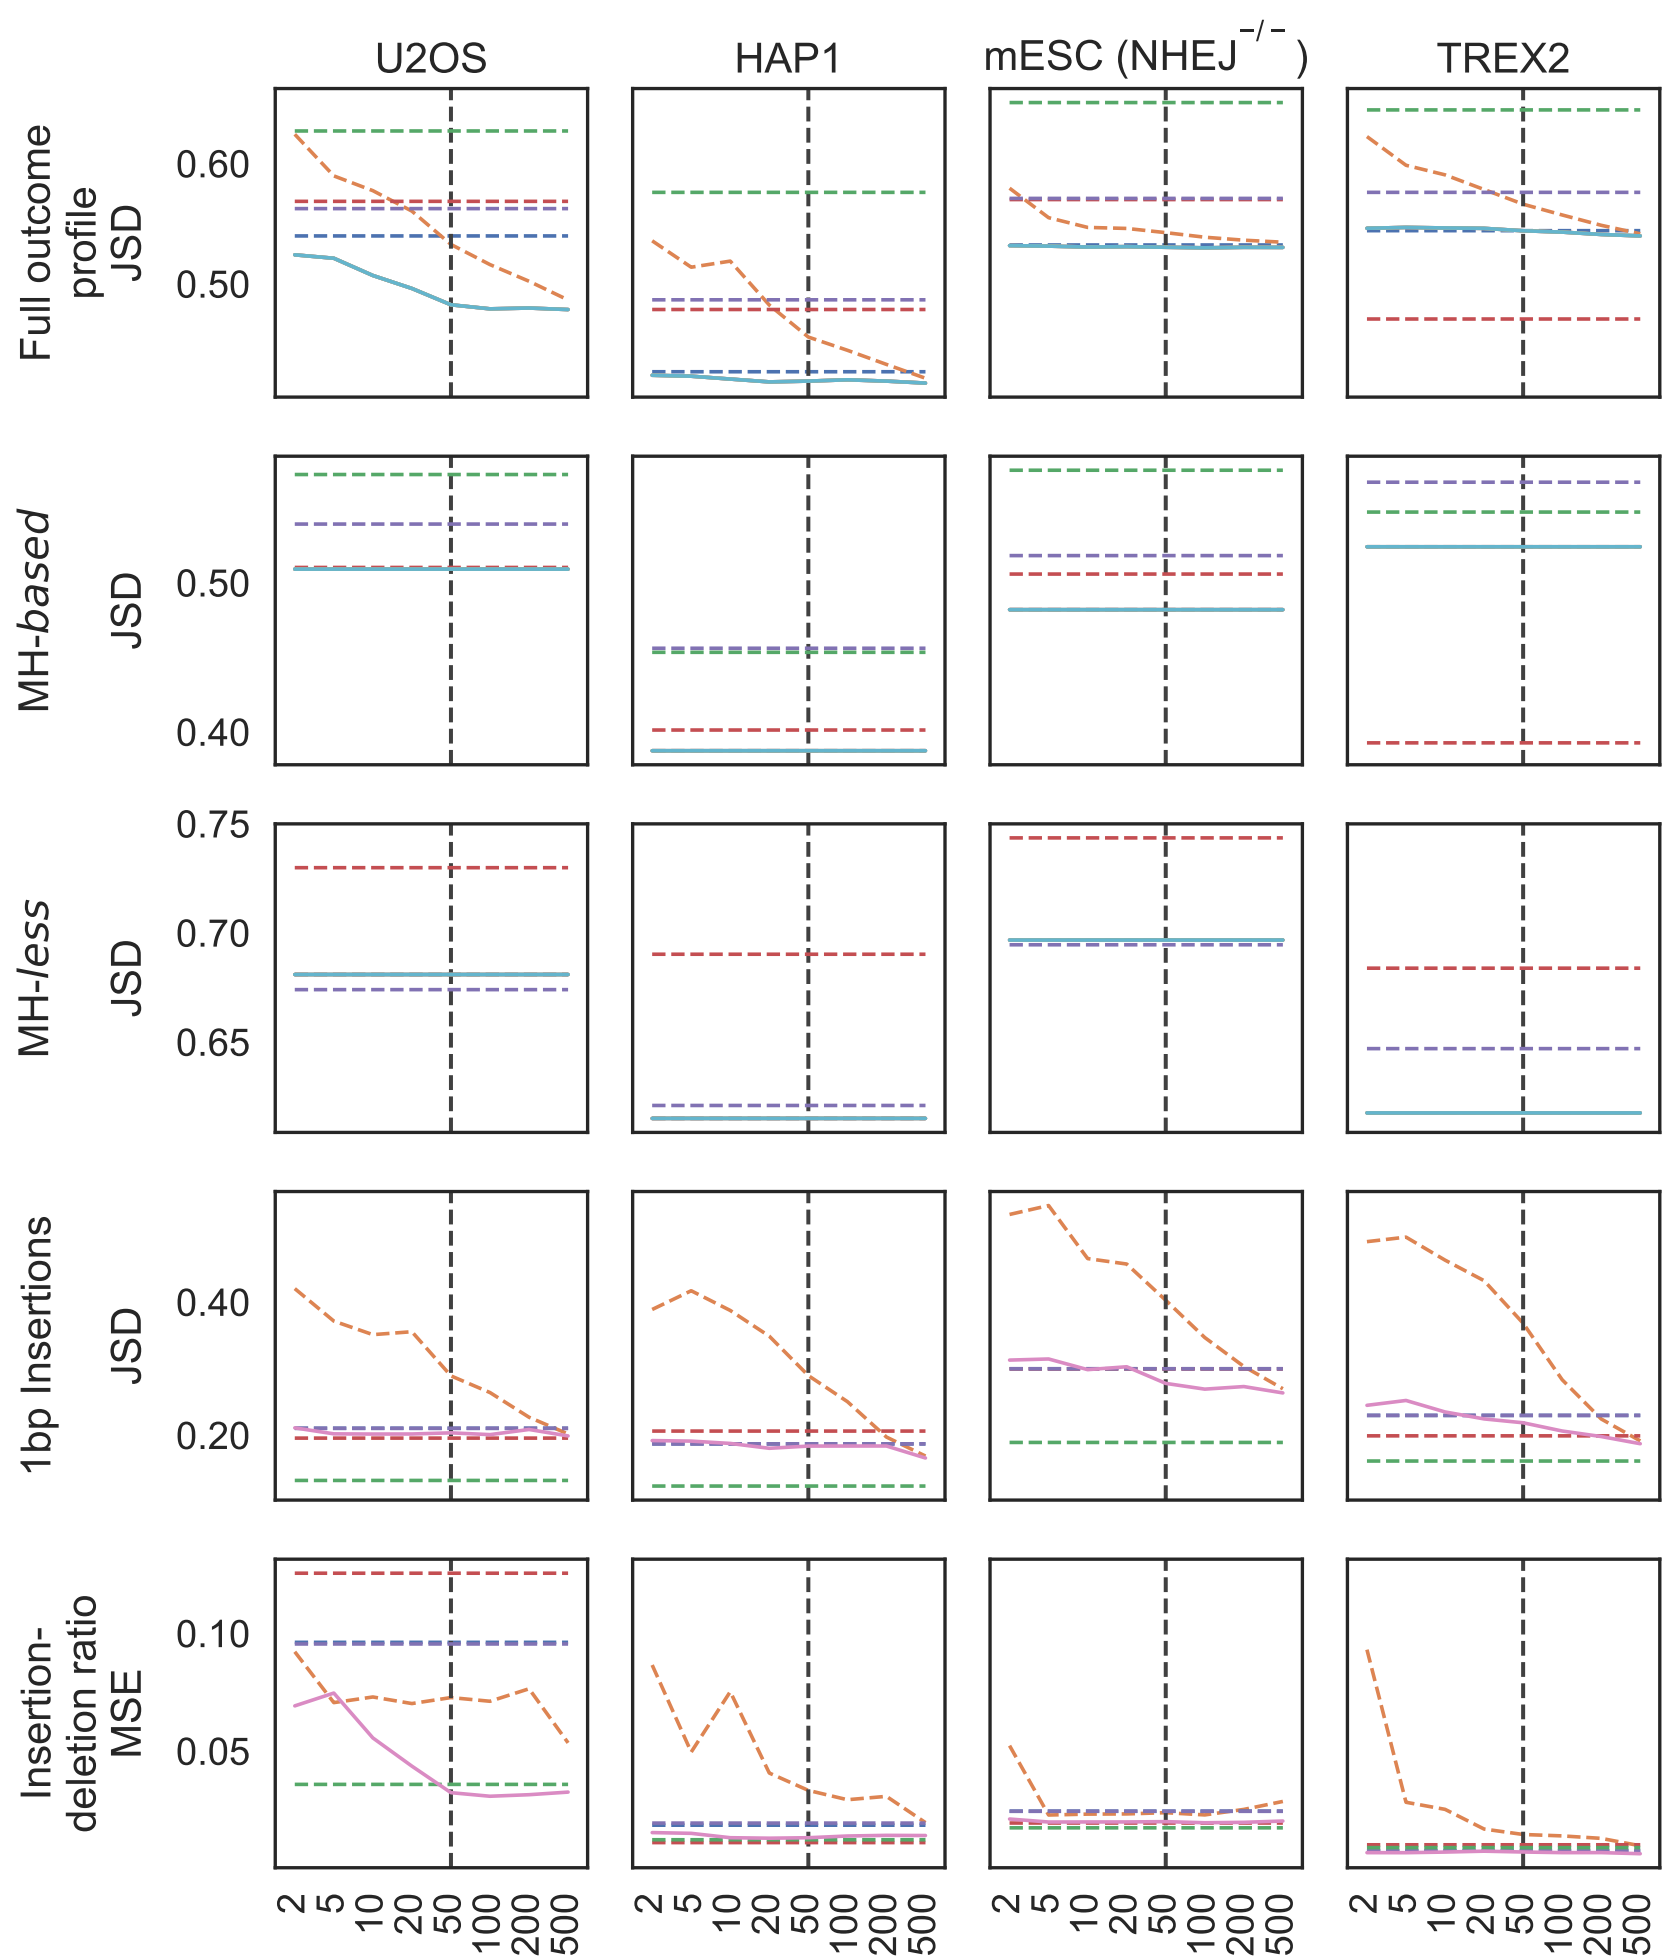 U2OS HAP1 mESC (NHEJ−/−) TREX2
Full outcome
profile
JSD
0.60
0.50
MH-based
JSD
0.50
0.40
MH-less
JSD
0.75
0.70
0.65
1bp Insertions
JSD
0.40
0.20
Insertion-
deletion ratio
MSE
0.10
0.05
2 5 10 20 50 100 200 500 2 5 10 20 50 100 200 500 2 5 10 20 50 100 200 500 2 5 10 20 50 100 200 500